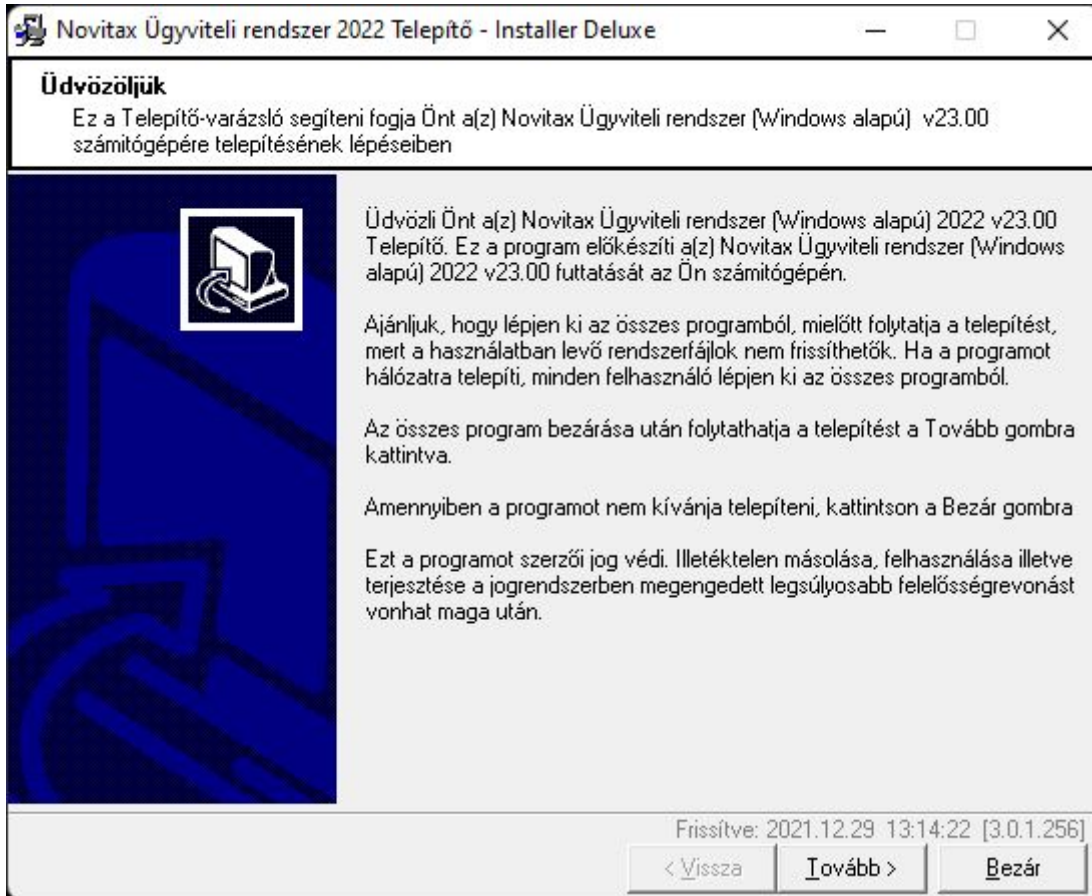 Novitax Ügyviteli rendszer 2022 Telepítő - Installer Deluxe
Üdvözöljük
Ez a Telepítő-varázsló segíteni fogja Önt a(z) Novitax Ügyviteli rendszer (Windows alapú) v23.00
számítógépére telepítésének lépéseiben
Üdvözli Önt a(z) Novitax Ügyviteli rendszer (Windows alapú) 2022 v23.00
Telepítő. Ez a program előkészíti a(z) Novitax Ügyviteli rendszer (Windows
alapú) 2022 v23.00 futtatását az Ön számítógépén.
Ajánljuk, hogy lépjen ki az összes programból, mielőtt folytatja a telepítést,
mert a használatban levő rendszerfájlok nem frissíthetők. Ha a programot
hálózatra telepíti, minden felhasználó lépjen ki az összes programból.
Az összes program bezárása után folytathatja a telepítést a Tovább gombra
kattintva.
Amennyiben a programot nem kívánja telepíteni, kattintson a Bezár gombra
Ezt a programot szerzői jog védi. Illetéktelen másolása, felhasználása illetve
terjesztése a jogrendszerben megengedett legsúlyosabb felelősségrevonást
vonhat maga után.
Frissítve: 2021.12.29 13:14:22 [3.0.1.256]
< Vissza Tovább > Bezár